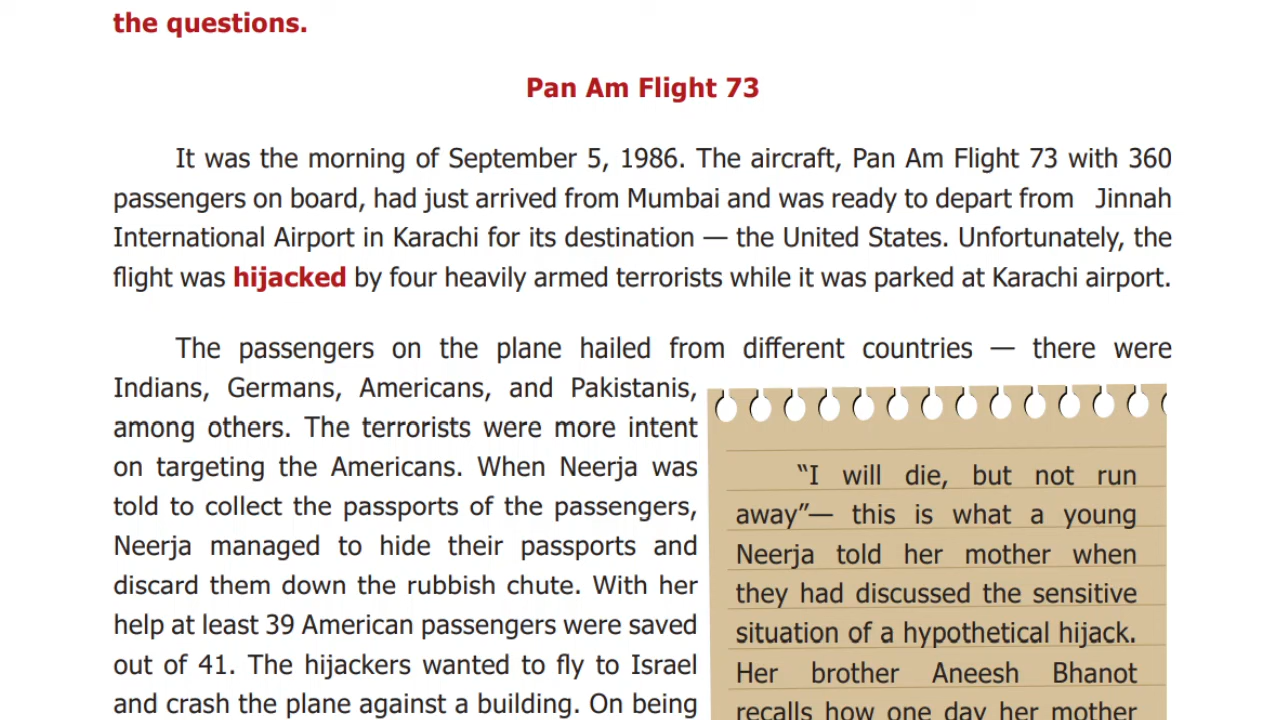 the questions.
Pan Am Flight 73
It was the morning of September 5, 1986. The aircraft, Pan Am Flight 73 with 360
passengers on board, had just arrived from Mumbai and was ready to depart from Jinnah
International Airport in Karachi for its destination — the United States. Unfortunately, the
flight was hijacked by four heavily armed terrorists while it was parked at Karachi airport.
The passengers on the plane hailed from different countries — there were
Indians, Germans, Americans, and Pakistanis,
among others. The terrorists were more intent
on targeting the Americans. When Neerja was
told to collect the passports of the passengers,
Neerja managed to hide their passports and
discard them down the rubbish chute. With her
help at least 39 American passengers were saved
out of 41. The hijackers wanted to fly to Israel
and crash the plane against a building. On being
“I will die, but not run
away”— this is what a young
Neerja told her mother when
they had discussed the sensitive
situation of a hypothetical hijack.
Her brother Aneesh Bhanot
recalls how one day her mother